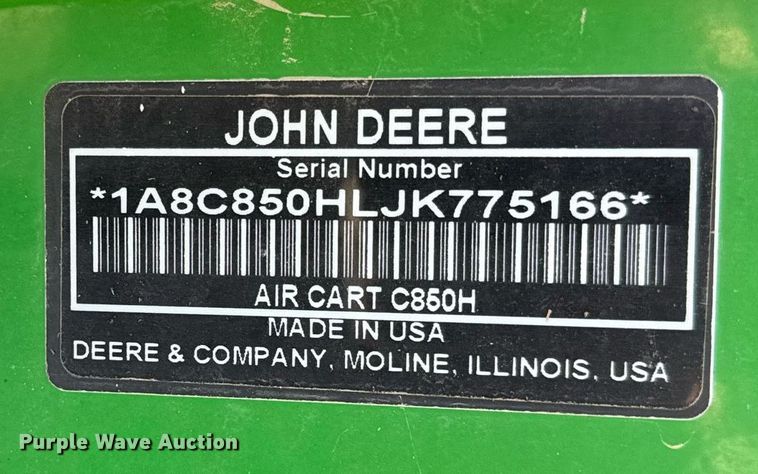 JOHN DEERE
Serial Number
*1A8C850HLJK775166*
AIR CART C850H
MADE IN USA
DEERE & COMPANY, MOLINE, ILLINOIS, USA
Purple Wave Auction